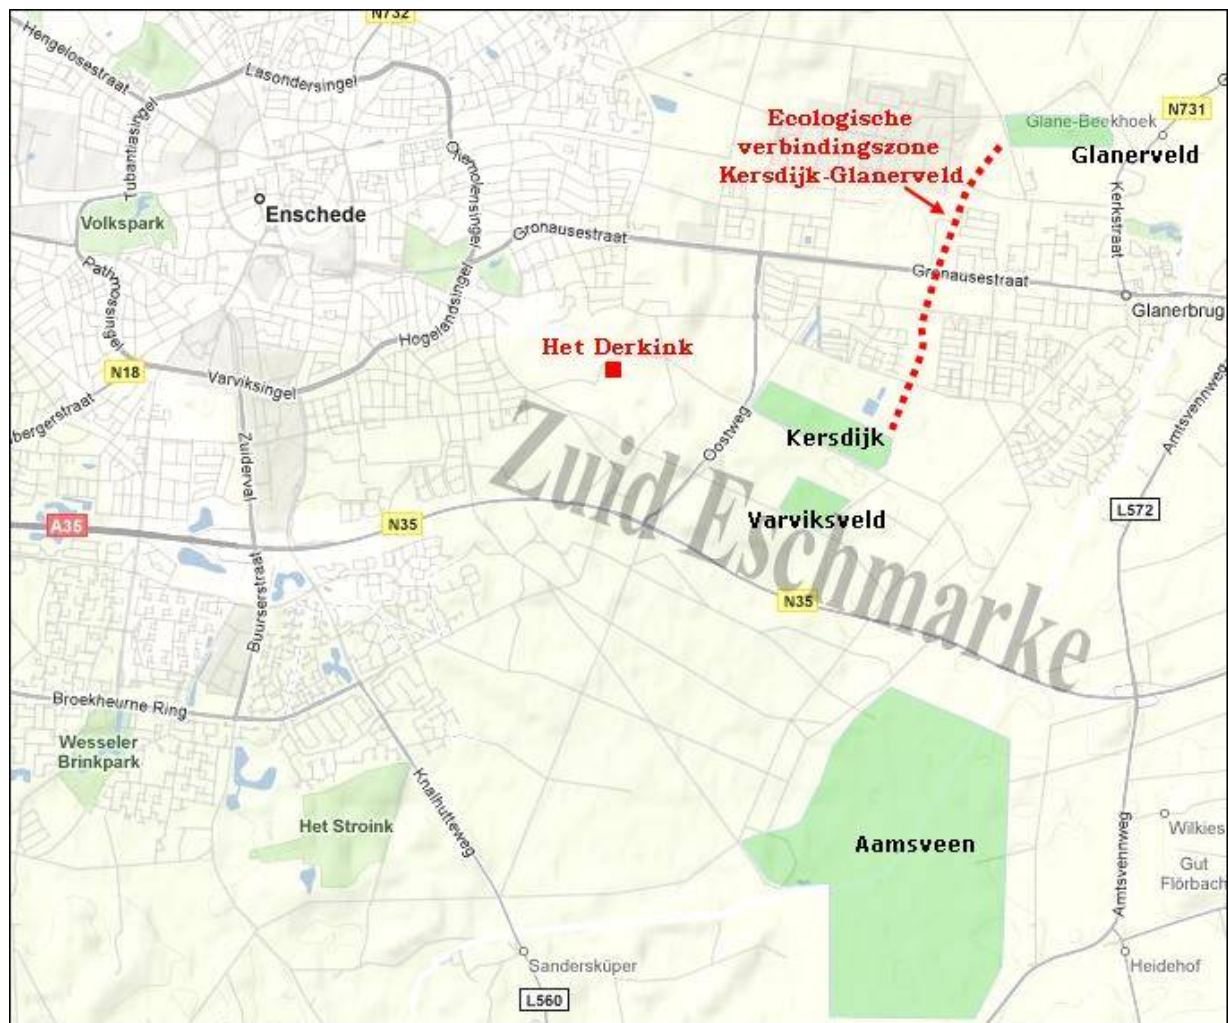 N732
Hengelosestraat
Lasondersingel
Tubantiasingel
N731
Glane-Beekhoek
Glanerveld
Ecologische
verbindingszone
Kersdijk-Glanerveld
Kerkstraat
Volkspark
Enschede
Gronausestraat
Gronausestraat
Glanerbrug
Pathmossingel
Hogelandsingel
Het Derkink
N18
Varviksingel
Amtsvennweg
Zuiderval
Oostweg
Kersdijk
Zuid Eschmarke
Varviksveld
L572
A35
N35
N35
Buurserstraat
Broekheurne Ring
Wesseler
Brinkpark
Het Stroink
Knalhutteweg
Aamsveen
Amtsvennweg
Wilkies
Gut
Flörbach
Sandersküper
Heidehof
L560